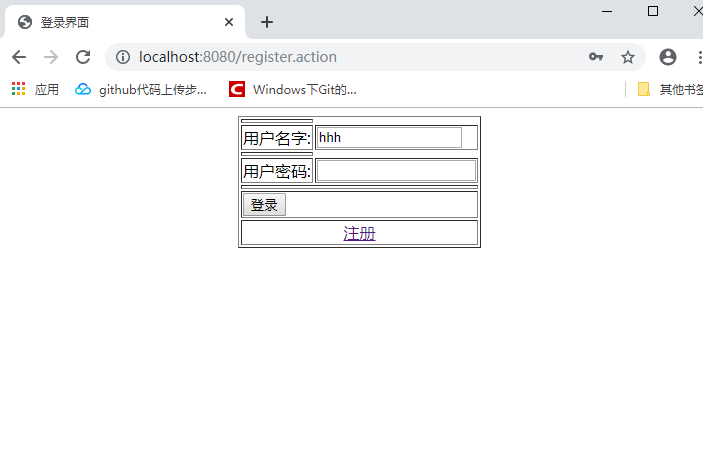 登录界面
localhost:8080/register.action
应用 github代码上传步... Windows下Git的... 其他书签
用户名字: hhh
用户密码:
登录
注册